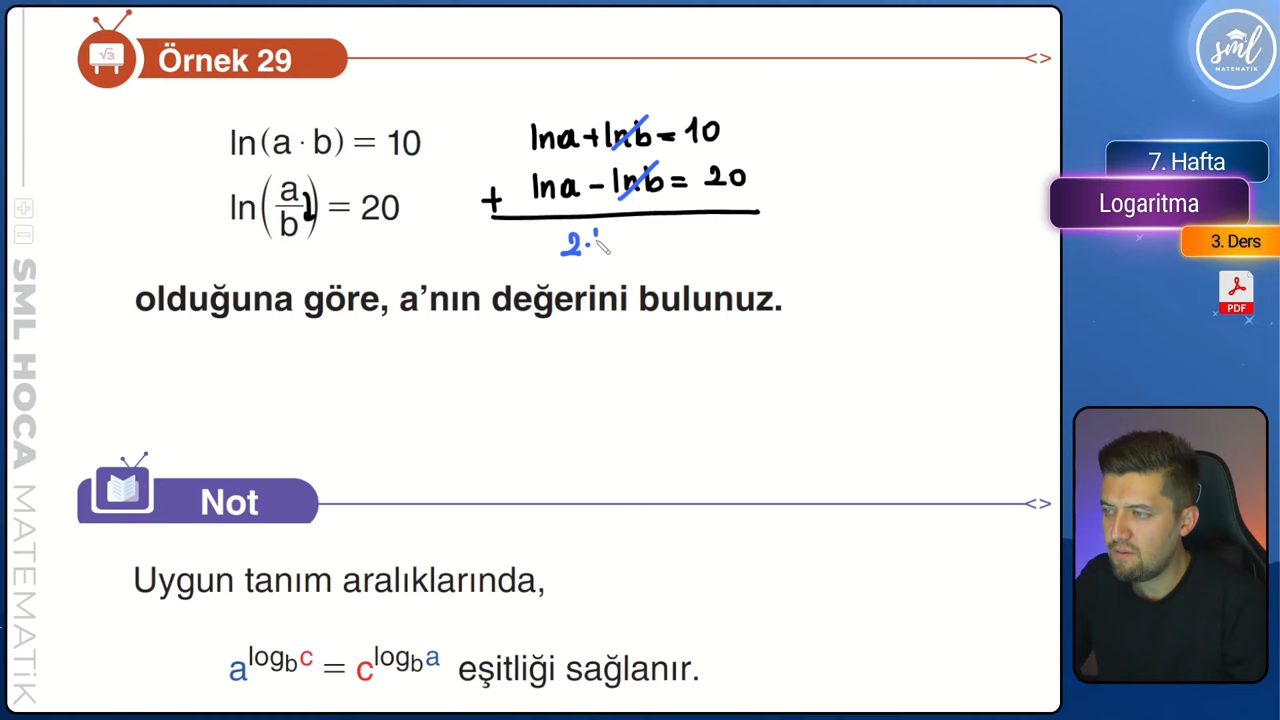 √3
Örnek 29
ln(a · b) = 10
ln(a/b) = 20
lna + lnb = 10
+ lna - lnb = 20
2.
olduğuna göre, a'nın değerini bulunuz.
Not
Uygun tanım aralıklarında,
a^log_b c = c^log_b a eşitliği sağlanır.
SML HOCA MATEMATİK
sml
MATEMATİK
7. Hafta
Logaritma
3. Ders
PDF